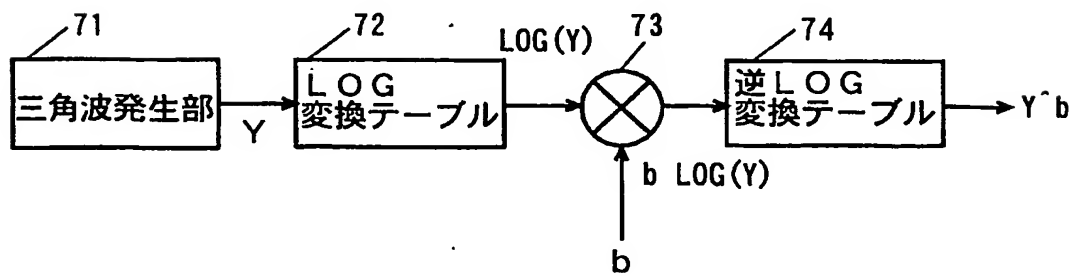 71
三角波発生部
Y
72
LOG
変換テーブル
LOG(Y)
73
b LOG(Y)
b
74
逆LOG
変換テーブル
Y^b